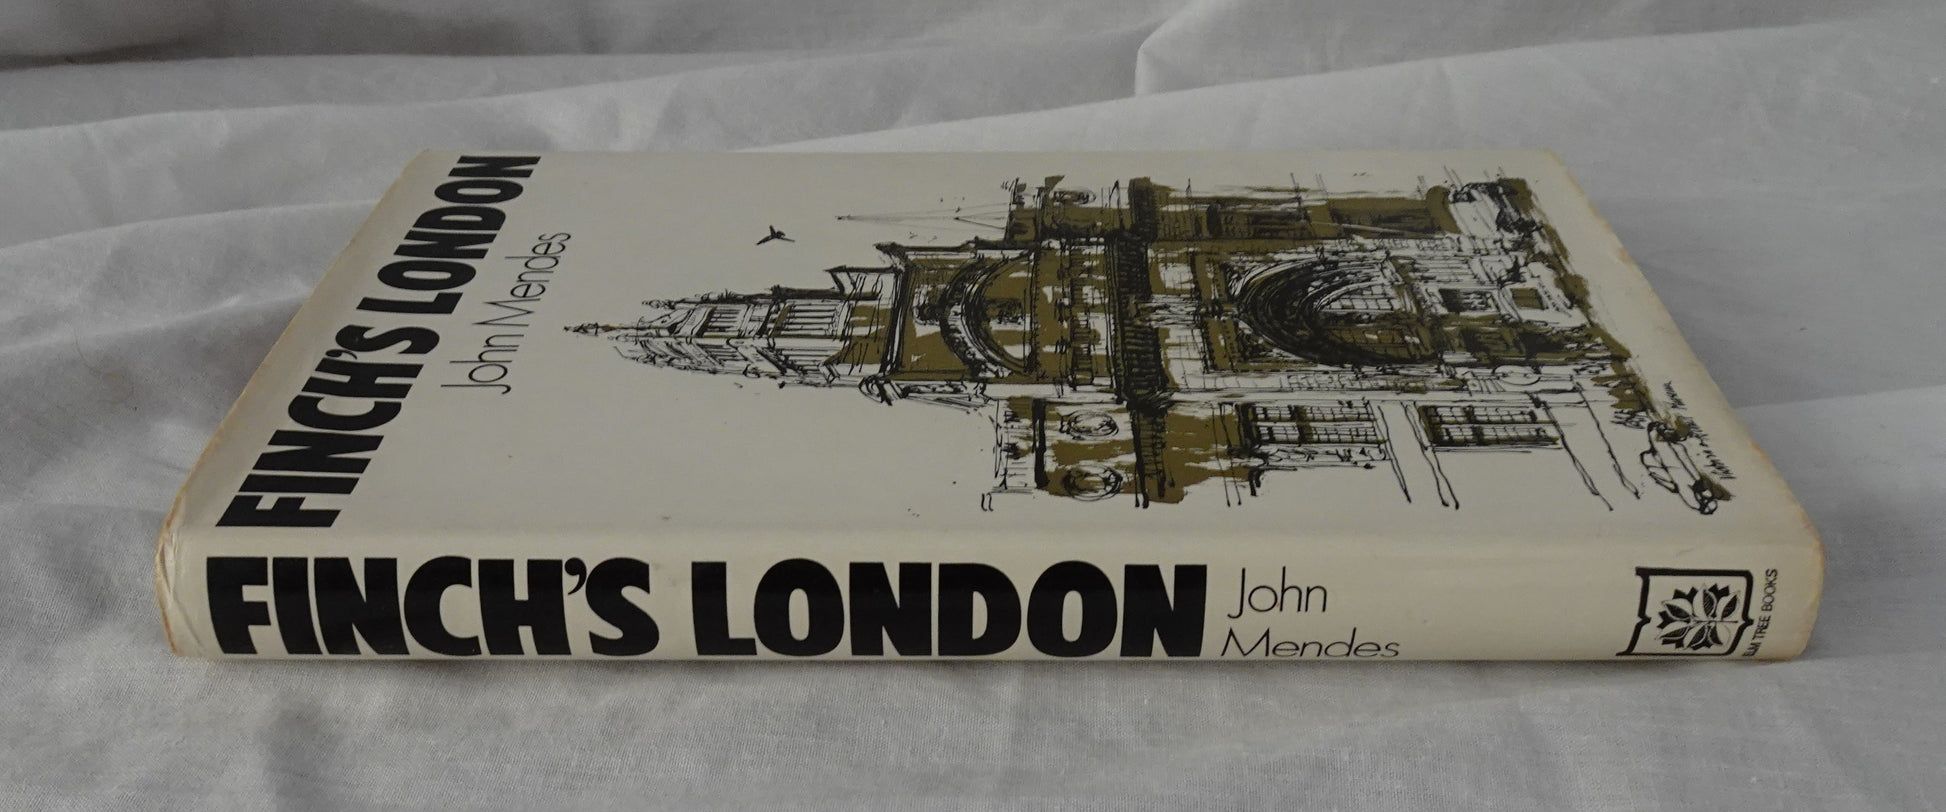 FINCH'S LONDON
John Mendes
FINCH'S LONDON
John
Mendes
ELM TREE BOOKS